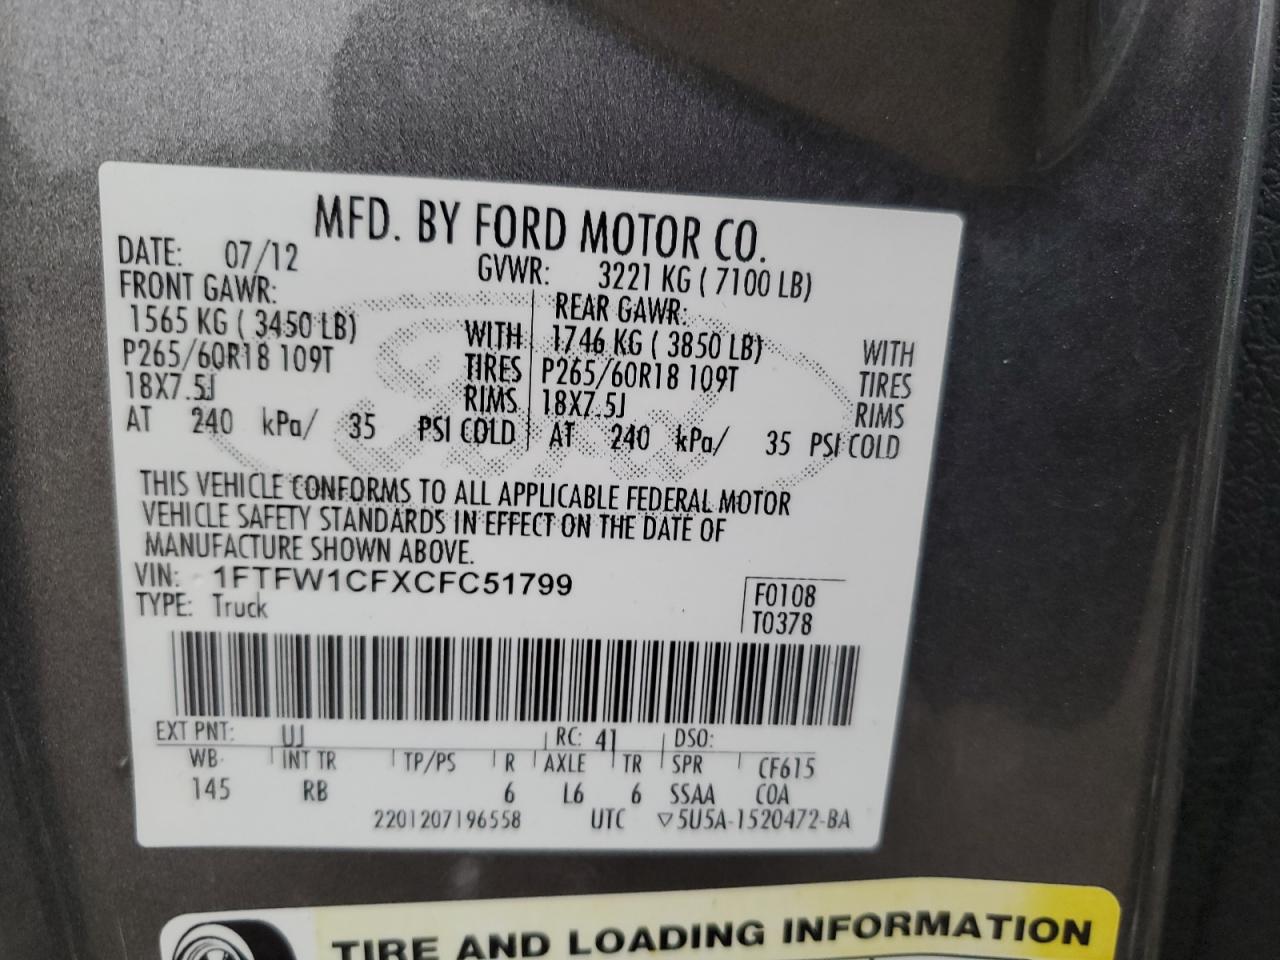 MFD. BY FORD MOTOR CO.
DATE: 07/12 GVWR: 3221 KG ( 7100 LB)
FRONT GAWR: REAR GAWR:
1565 KG ( 3450 LB) WITH 1746 KG ( 3850 LB) WITH
P265/60R18 109T TIRES P265/60R18 109T TIRES
18X7.5J RIMS 18X7.5J RIMS
AT 240 kPa/ 35 PSI COLD AT 240 kPa/ 35 PSI COLD
THIS VEHICLE CONFORMS TO ALL APPLICABLE FEDERAL MOTOR
VEHICLE SAFETY STANDARDS IN EFFECT ON THE DATE OF
MANUFACTURE SHOWN ABOVE.
VIN: 1FTFW1CFXCFC51799
TYPE: Truck
F0108
T0378
EXT PNT: UJ RC: 41 DSO:
WB INT TR TP/PS R AXLE TR SPR CF615
145 RB 6 L6 6 SSAA COA
2201207196558 UTC ▽5U5A-1520472-BA
TIRE AND LOADING INFORMATION